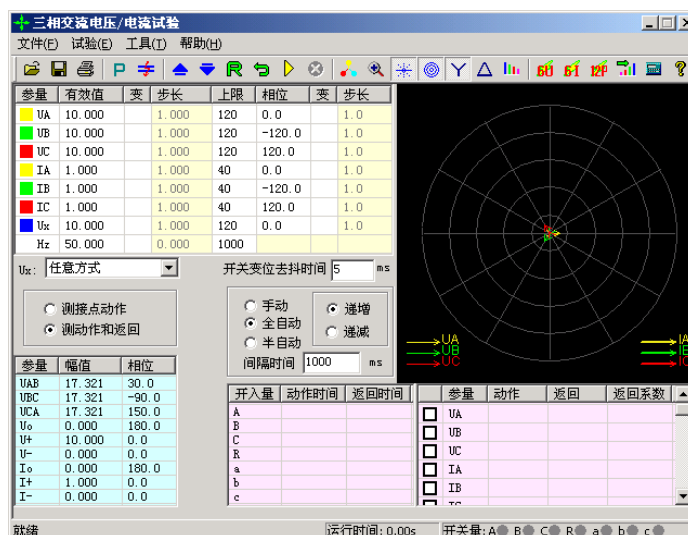 三相交流电压/电流试验
文件(F) 试验(E) 工具(T) 帮助(H)
P R 6U 6I 12P ?
参量 有效值 变 步长 上限 相位 变 步长
UA 10.000 1.000 120 0.0 1.0
UB 10.000 1.000 120 -120.0 1.0
UC 10.000 1.000 120 120.0 1.0
IA 1.000 1.000 40 0.0 1.0
IB 1.000 1.000 40 -120.0 1.0
IC 1.000 1.000 40 120.0 1.0
Ux 10.000 1.000 120 0.0 1.0
Hz 50.000 0.000 1000
Ux: 任意方式 开关变位去抖时间 5 ms
测接点动作
测动作和返回
手动
全自动
半自动
递增
递减
间隔时间 1000 ms
UA
UB
UC
IA
IB
IC
参量 幅值 相位
UAB 17.321 30.0
UBC 17.321 -90.0
UCA 17.321 150.0
Uo 0.000 180.0
U+ 10.000 0.0
U- 0.000 0.0
Io 0.000 180.0
I+ 1.000 0.0
I- 0.000 0.0
开入量 动作时间 返回时间
A
B
C
R
a
b
c
参量 动作 返回 返回系数
UA
UB
UC
IA
IB
IC
就绪 运行时间: 0.00s 开关量: A B C R a b c